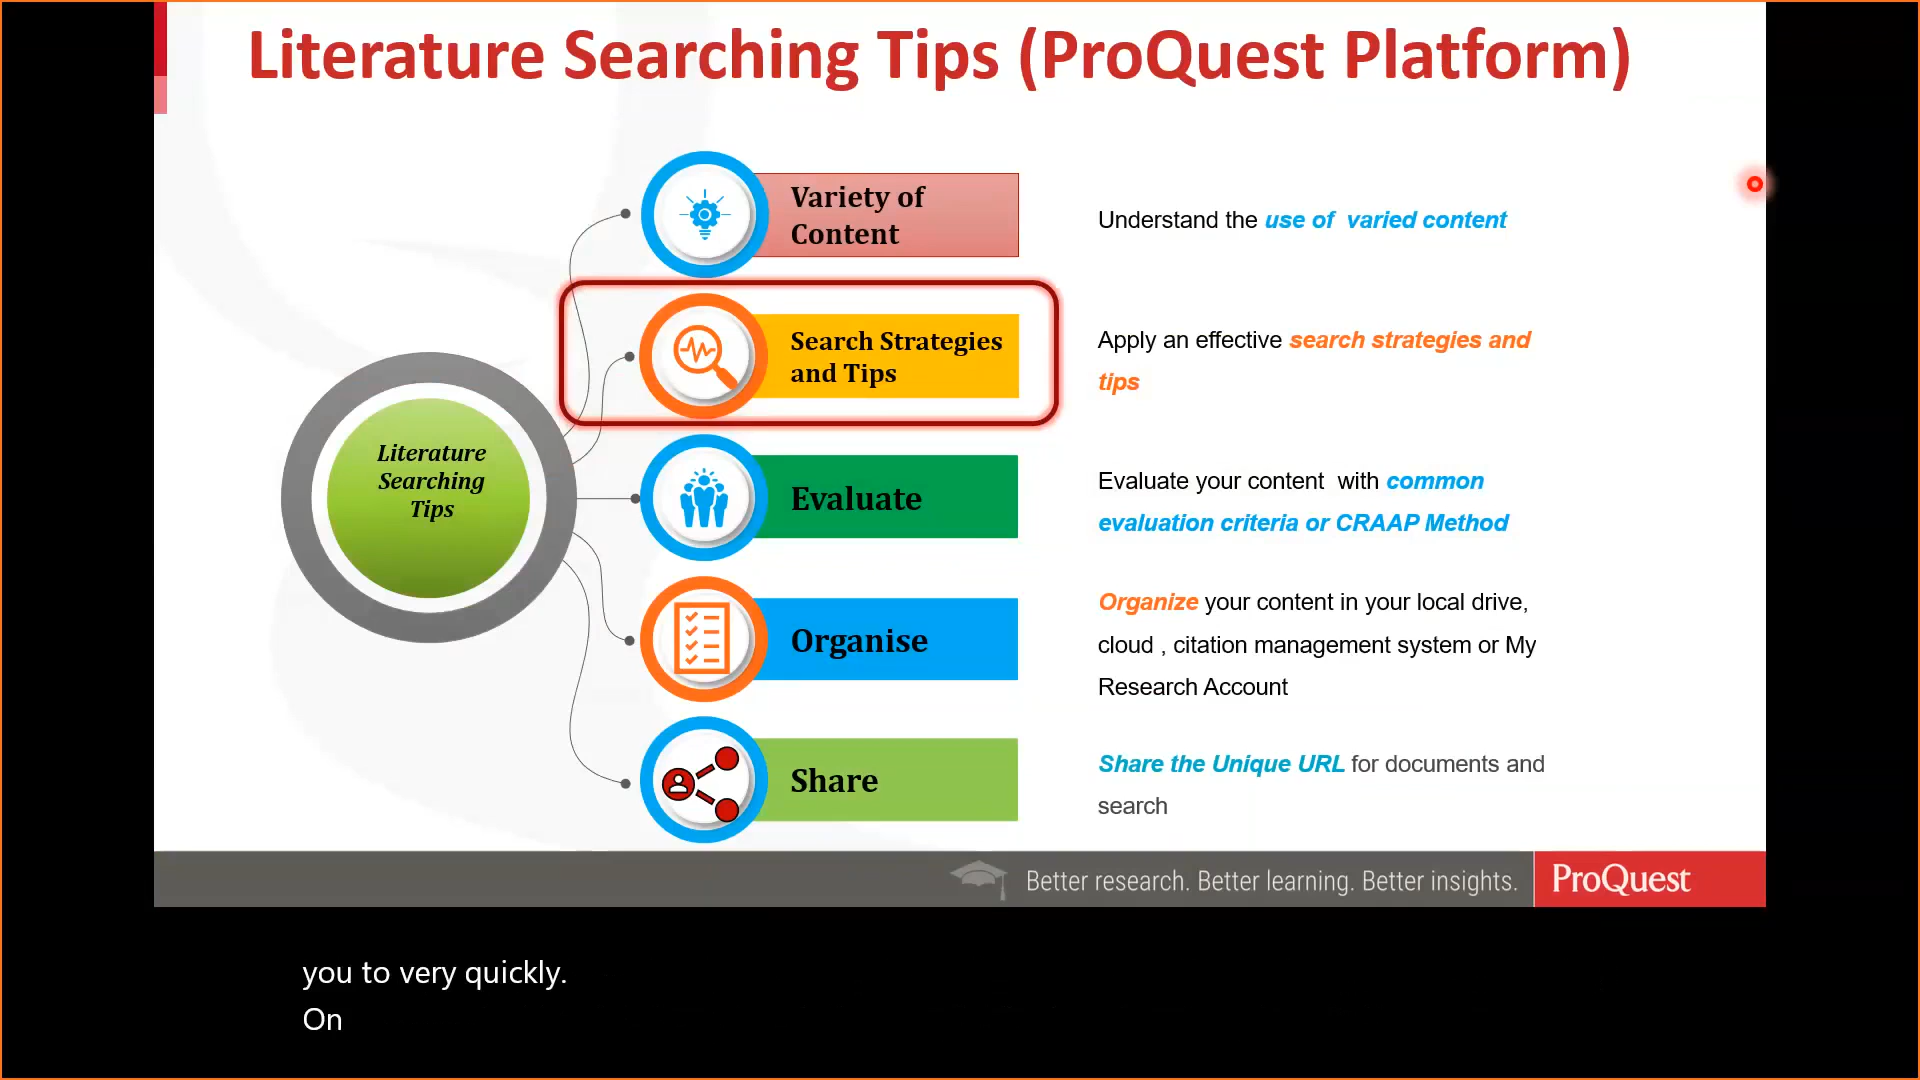 Literature Searching Tips (ProQuest Platform)
Variety of
Content
Understand the use of varied content
Search Strategies
and Tips
Apply an effective search strategies and
tips
Literature
Searching
Tips
Evaluate
Evaluate your content with common
evaluation criteria or CRAAP Method
Organise
Organize your content in your local drive,
cloud , citation management system or My
Research Account
Share
Share the Unique URL for documents and
search
Better research. Better learning. Better insights.
ProQuest
you to very quickly.
On